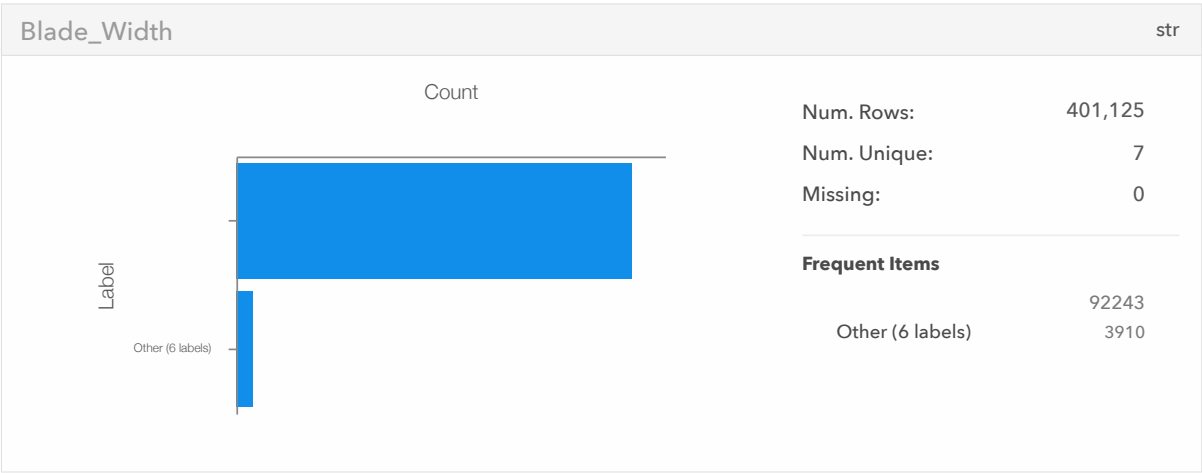 Blade_Width str
Count
Label
Other (6 labels)
Num. Rows: 401,125
Num. Unique: 7
Missing: 0
Frequent Items
92243
Other (6 labels) 3910